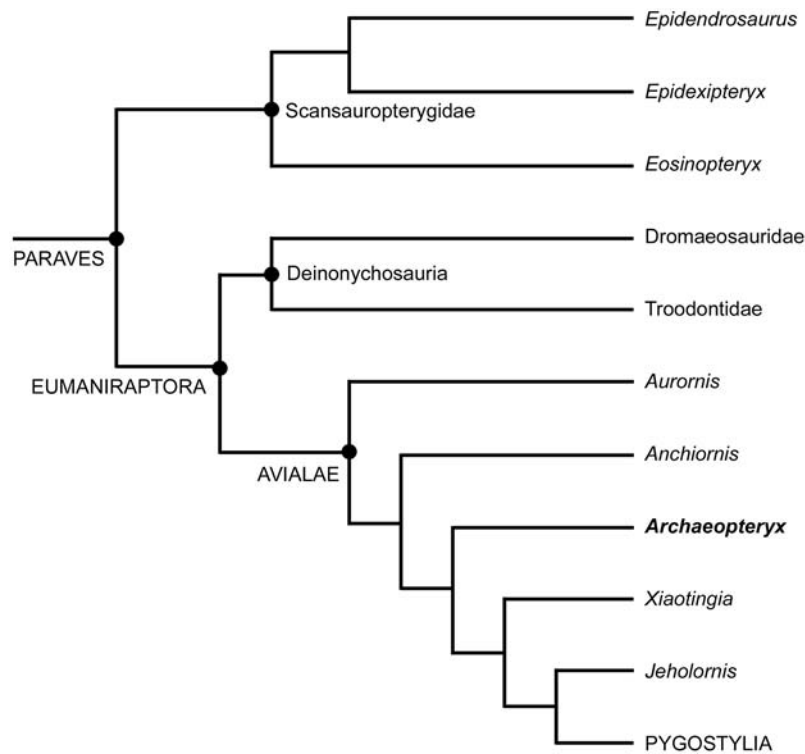 Epidendrosaurus
Epidexipteryx
Scansauropterygidae
Eosinopteryx
Dromaeosauridae
PARAVES
Deinonychosauria
Troodontidae
EUMANIRAPTORA
Aurornis
Anchiornis
AVIALAE
Archaeopteryx
Xiaotingia
Jeholornis
PYGOSTYLIA